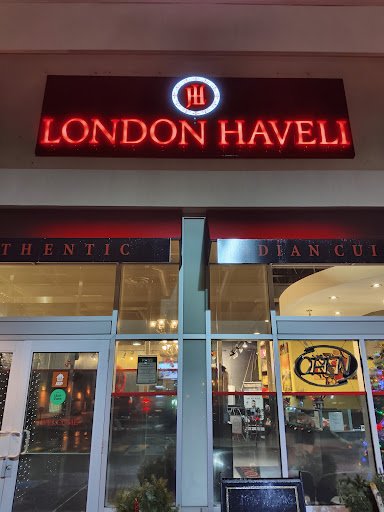 LONDON HAVELI
THENTIC DIAN CUI
OPEN